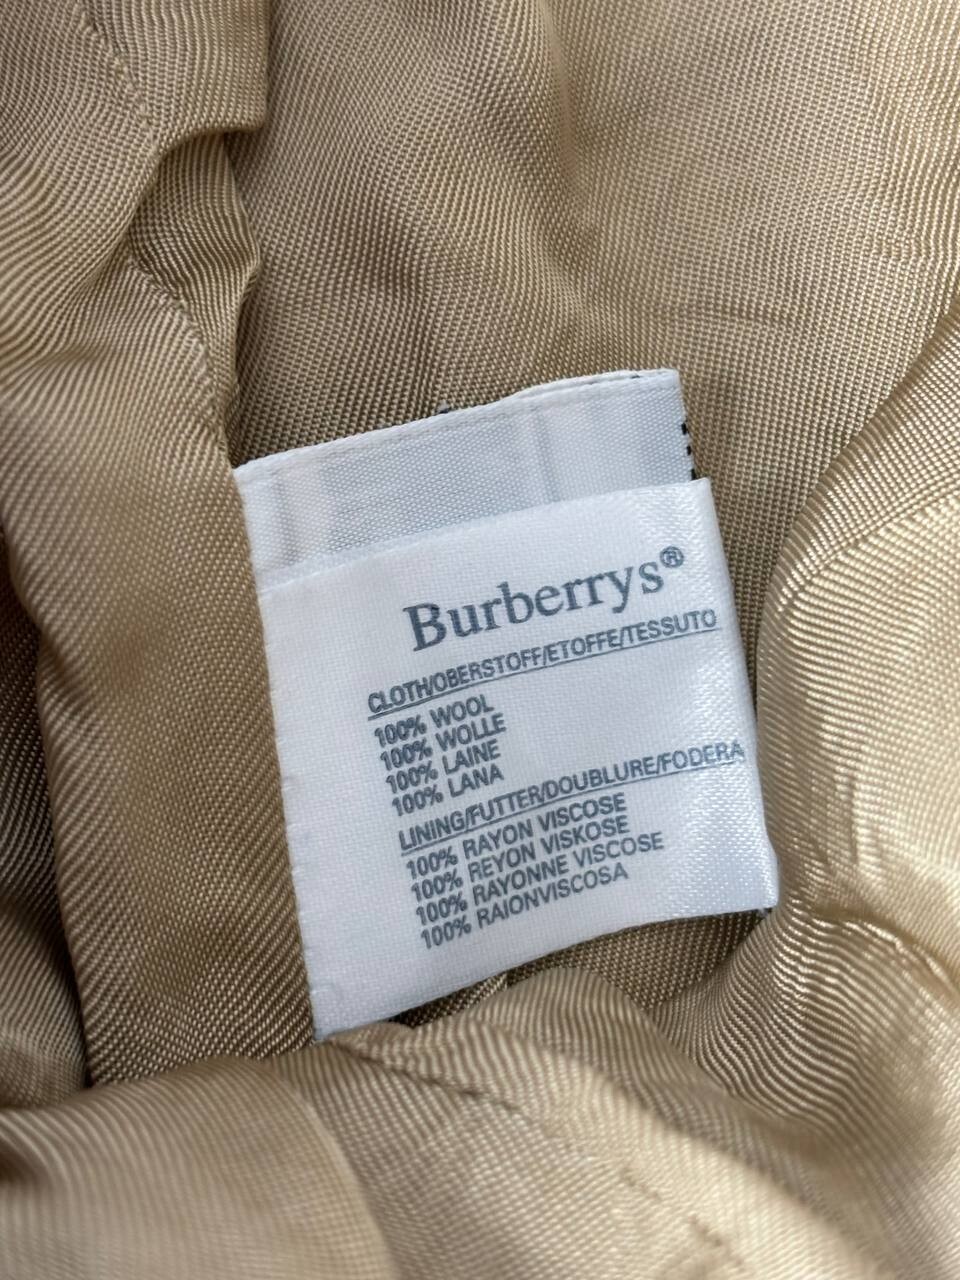 Burberrys®
CLOTH/OBERSTOFF/ETOFFE/TESSUTO
100% WOOL
100% WOLLE
100% LAINE
100% LANA
LINING/FUTTER/DOUBLURE/FODERA
100% RAYON VISCOSE
100% REYON VISKOSE
100% RAYONNE VISCOSE
100% RAIONVISCOSA